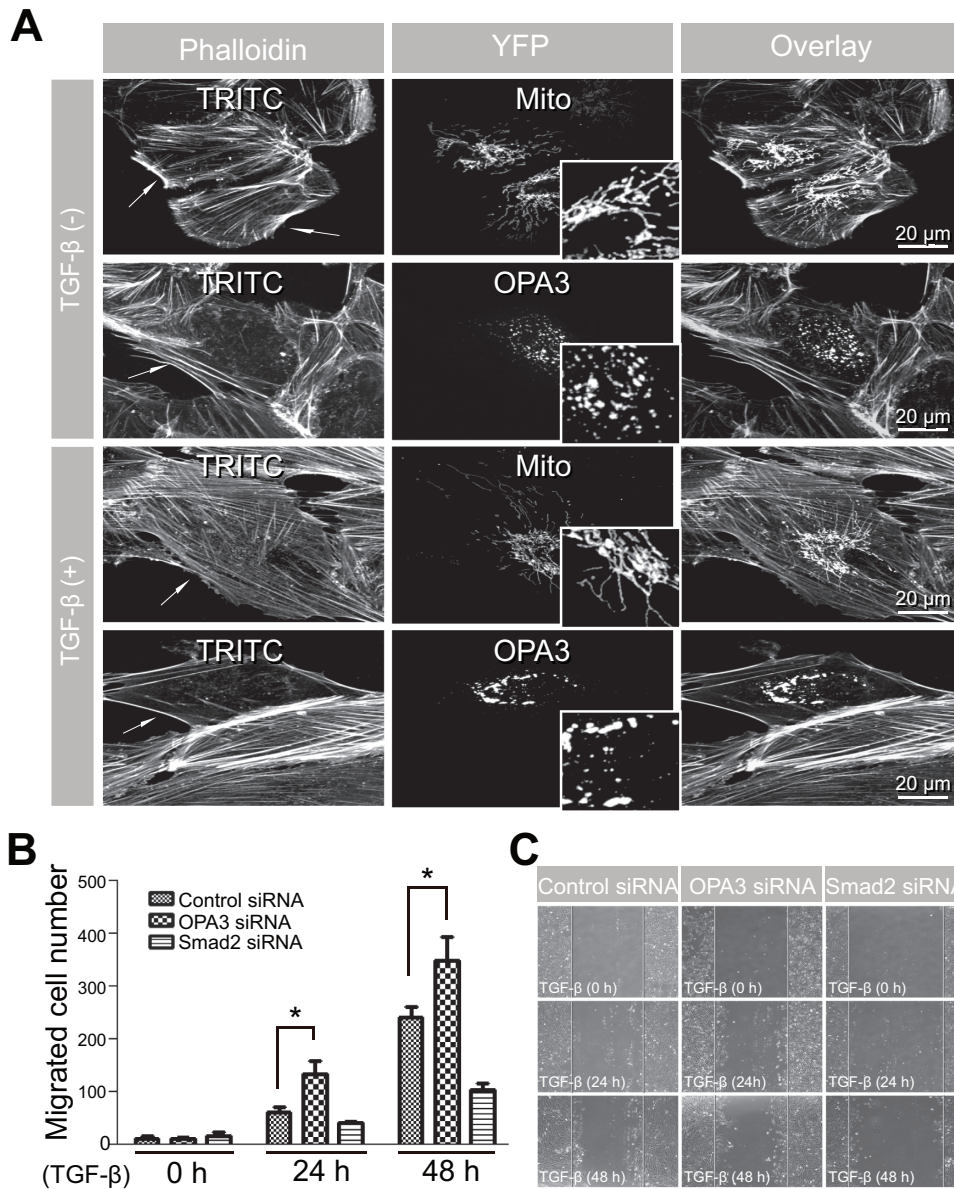 A
Phalloidin YFP Overlay
TGF-β (-)
TRITC Mito
20 µm
TRITC OPA3
20 µm
TGF-β (+)
TRITC Mito
20 µm
TRITC OPA3
20 µm
B
Migrated cell number
500
400
300
200
100
0
Control siRNA
OPA3 siRNA
Smad2 siRNA
*
*
(TGF-β) 0 h 24 h 48 h
C
Control siRNA OPA3 siRNA Smad2 siRNA
TGF-β (0 h) TGF-β (0 h) TGF-β (0 h)
TGF-β (24 h) TGF-β (24h) TGF-β (24 h)
TGF-β (48 h) TGF-β (48 h) TGF-β (48 h)